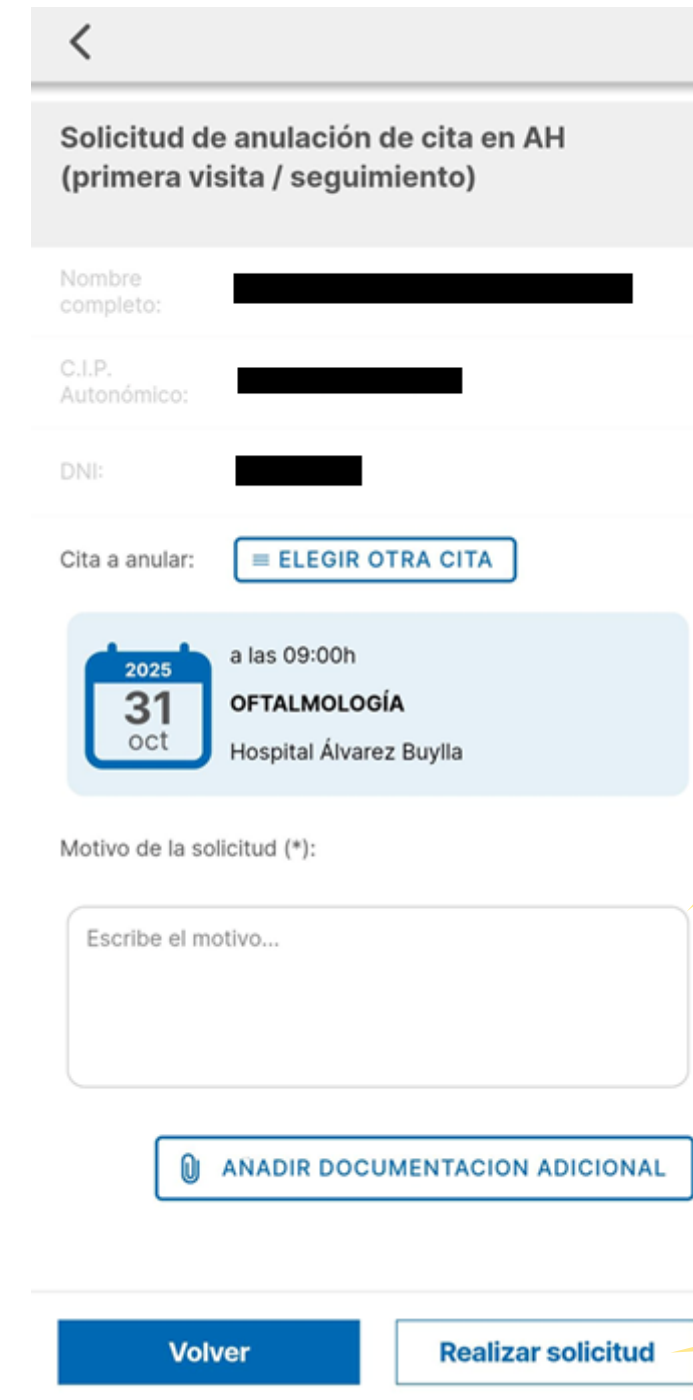 Solicitud de anulación de cita en AH
(primera visita / seguimiento)
Nombre
completo:
C.I.P.
Autonómico:
DNI:
Cita a anular:
≡ ELEGIR OTRA CITA
2025
31
oct
a las 09:00h
OFTALMOLOGÍA
Hospital Álvarez Buylla
Motivo de la solicitud (*):
Escribe el motivo...
AÑADIR DOCUMENTACION ADICIONAL
Volver
Realizar solicitud